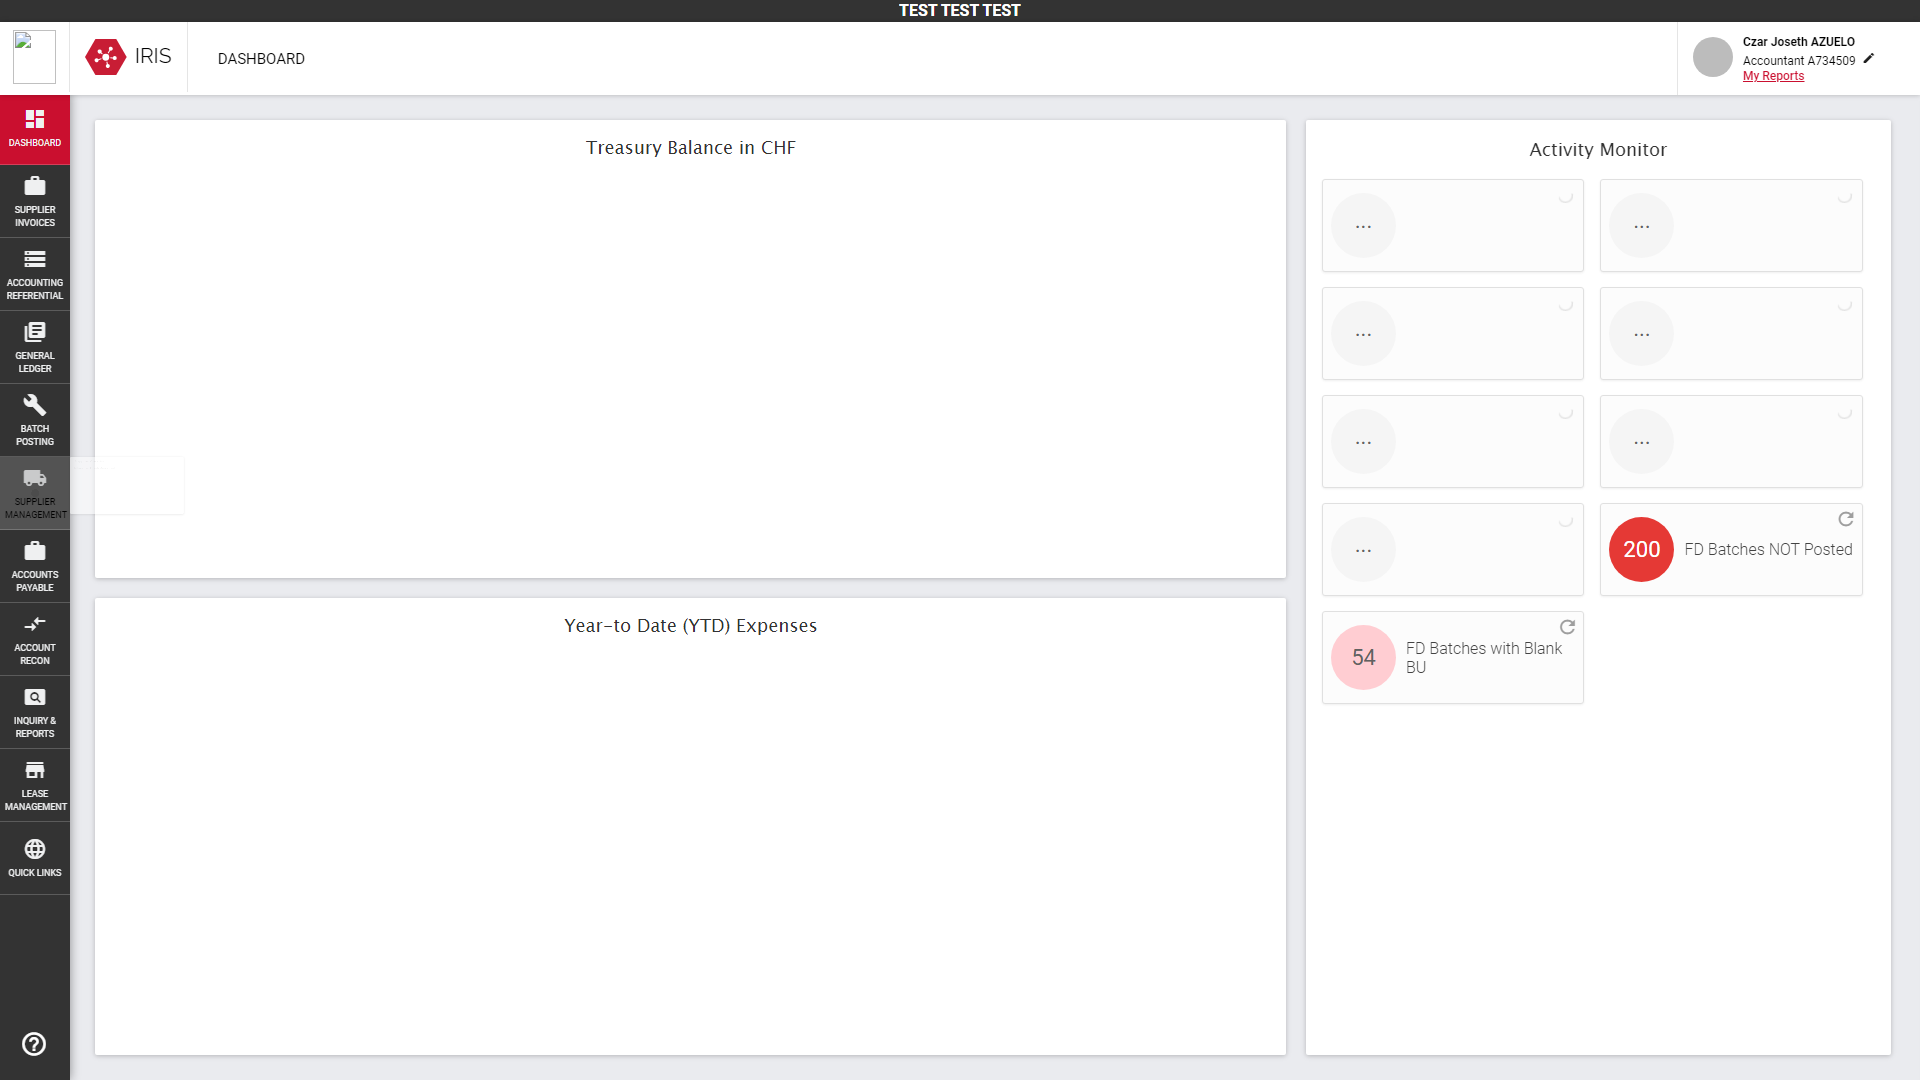 TEST TEST TEST
IRIS
DASHBOARD
Czar Joseth AZUELO
Accountant A734509
My Reports
DASHBOARD
SUPPLIER
INVOICES
ACCOUNTING
REFERENTIAL
GENERAL
LEDGER
BATCH
POSTING
SUPPLIER
MANAGEMENT
ACCOUNTS
PAYABLE
ACCOUNT
RECON
INQUIRY &
REPORTS
LEASE
MANAGEMENT
QUICK LINKS
Treasury Balance in CHF
Year-to Date (YTD) Expenses
Activity Monitor
...
...
...
...
...
...
...
200 FD Batches NOT Posted
54 FD Batches with Blank
BU